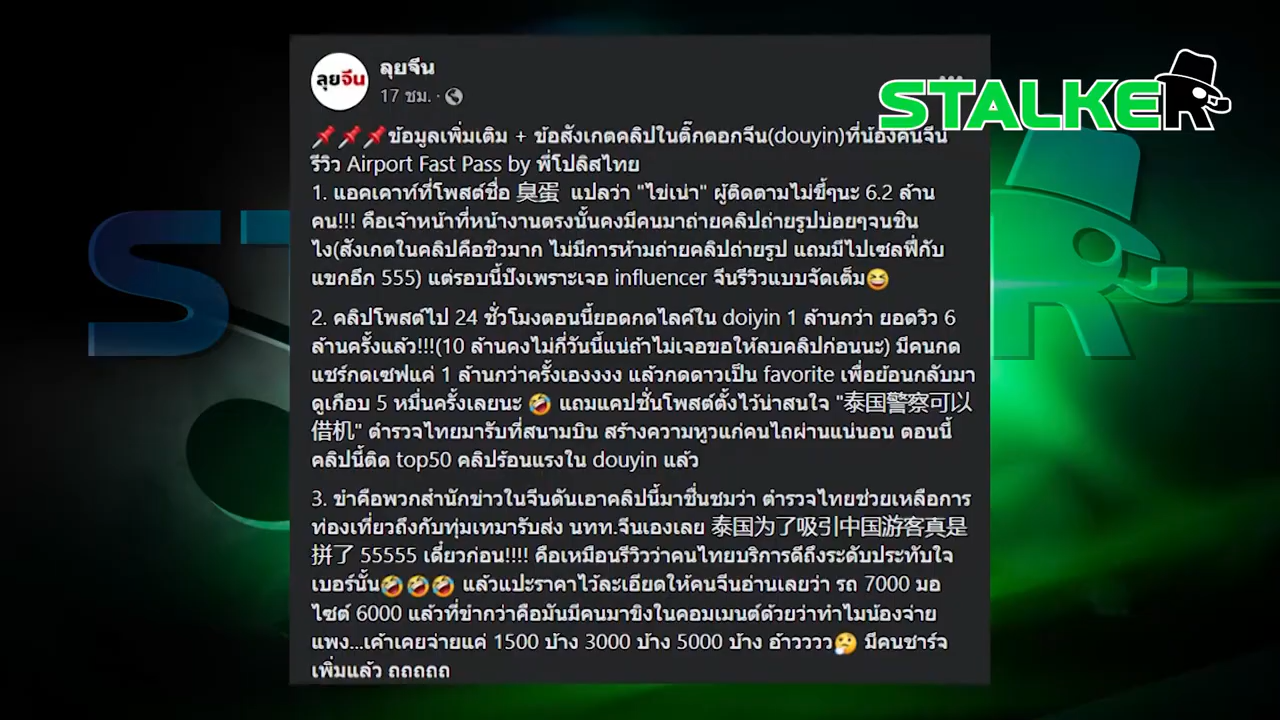 STALKER
ลุยจีน
ลุยจีน
17 ชม. ·
📌📌📌ข้อมูลเพิ่มเติม + ข้อสังเกตคลิปในติ๊กตอกจีน(douyin)ที่น้องคนจีน
รีวิว Airport Fast Pass by พี่โปลิสไทย
1. แอคเคาท์ที่โพสต์ชื่อ 臭蛋 แปลว่า "ไข่เน่า" ผู้ติดตามไม่ขี้ๆนะ 6.2 ล้าน
คน!!! คือเจ้าหน้าที่หน้างานตรงนั้นคงมีคนมาถ่ายคลิปถ่ายรูปบ่อยๆจนชิน
ไง(สังเกตในคลิปคือชิวมาก ไม่มีการห้ามถ่ายคลิปถ่ายรูป แถมมีไปเซลฟี่กับ
แขกอีก 555) แต่รอบนี้ปังเพราะเจอ influencer จีนรีวิวแบบจัดเต็ม😆
2. คลิปโพสต์ไป 24 ชั่วโมงตอนนี้ยอดกดไลค์ใน doiyin 1 ล้านกว่า ยอดวิว 6
ล้านครั้งแล้ว!!!(10 ล้านคงไม่กี่วันนี้แน่ถ้าไม่เจอขอให้ลบคลิปก่อนนะ) มีคนกด
แชร์กดเซฟแค่ 1 ล้านกว่าครั้งเองงงง แล้วกดดาวเป็น favorite เพื่อย้อนกลับมา
ดูเกือบ 5 หมื่นครั้งเลยนะ 🤣 แถมแคปชั่นโพสต์ตั้งไว้น่าสนใจ "泰国警察可以
借机" ตำรวจไทยมารับที่สนามบิน สร้างความหูวแก่คนไถผ่านแน่นอน ตอนนี้
คลิปนี้ติด top50 คลิปร้อนแรงใน douyin แล้ว
3. ขำคือพวกสำนักข่าวในจีนดันเอาคลิปนี้มาชื่นชมว่า ตำรวจไทยช่วยเหลือการ
ท่องเที่ยวถึงกับทุ่มเทมารับส่ง นทท.จีนเองเลย 泰国为了吸引中国游客真是
拼了 55555 เดี๋ยวก่อน!!!! คือเหมือนรีวิวว่าคนไทยบริการดีถึงระดับประทับใจ
เบอร์นั้น🤣🤣🤣 แล้วแปะราคาไว้ละเอียดให้คนจีนอ่านเลยว่า รถ 7000 มอ
ไซต์ 6000 แล้วที่ขำกว่าคือมันมีคนมาขิงในคอมเมนต์ด้วยว่าทำไมน้องจ่าย
แพง...เค้าเคยจ่ายแค่ 1500 บ้าง 3000 บ้าง 5000 บ้าง อ้าวววว🤔 มีคนชาร์จ
เพิ่มแล้ว ถถถถถ